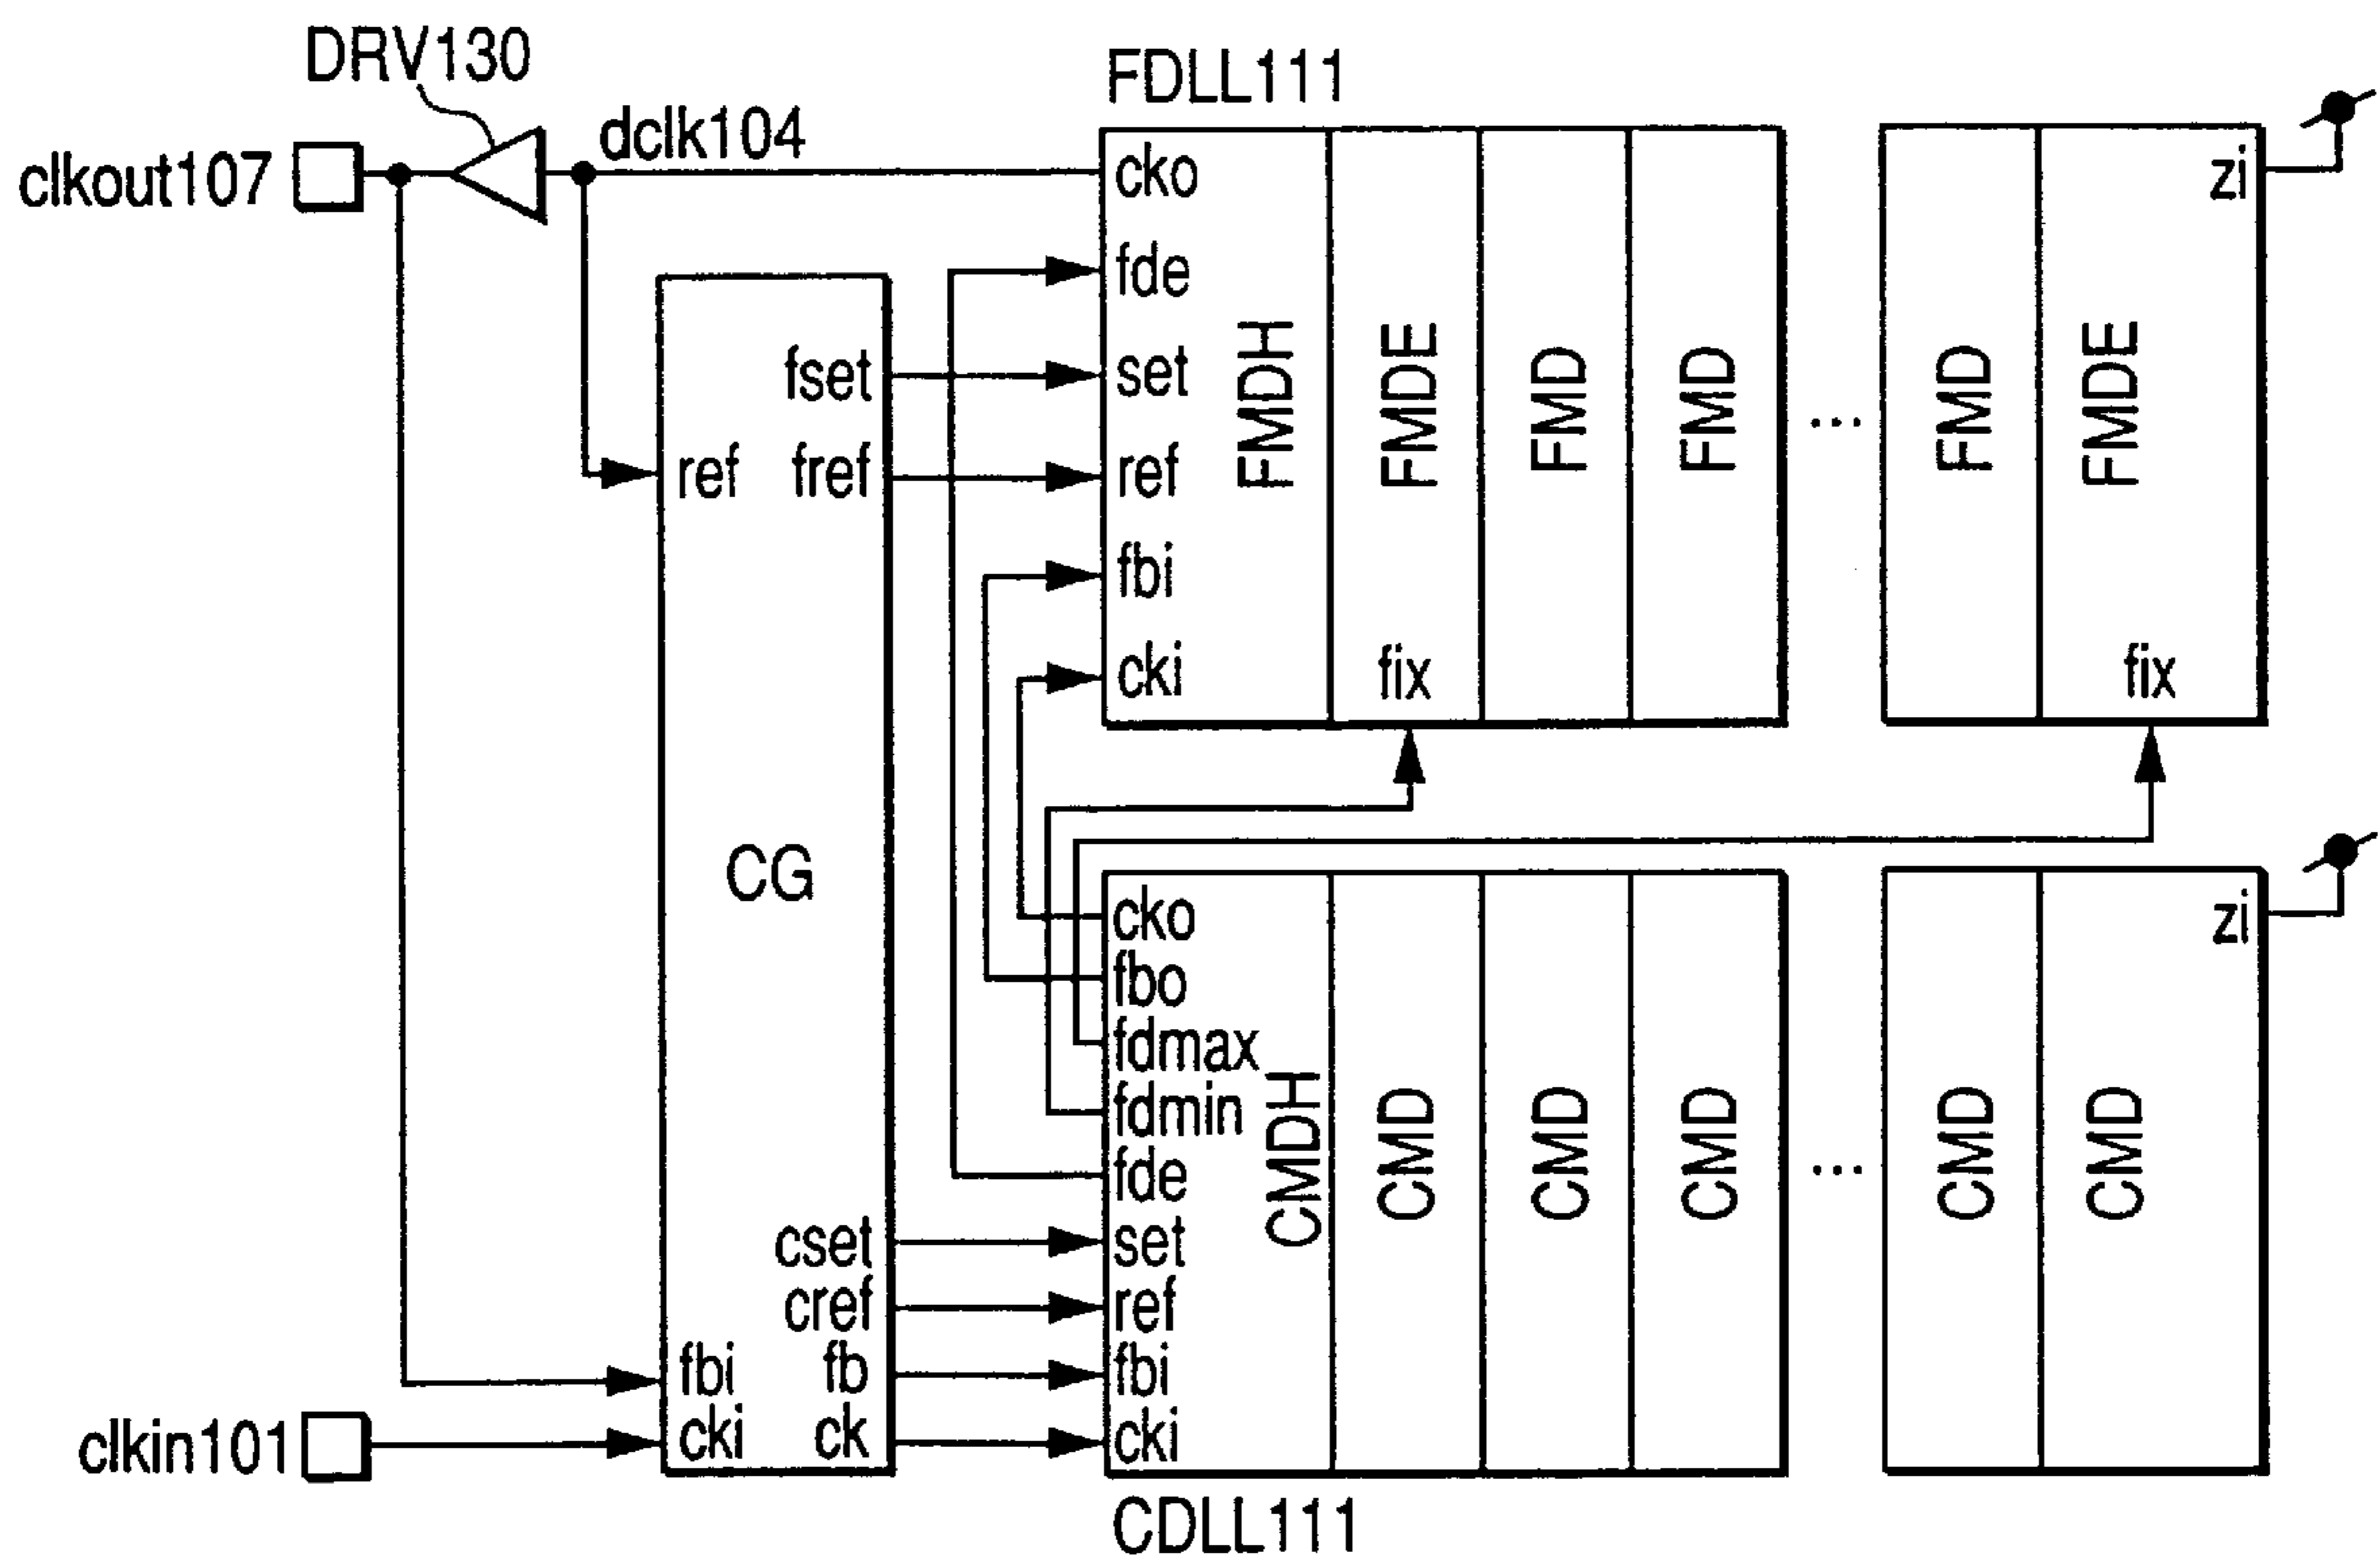 DRV130
FDLL111
clkout107
dclk104
cko
fde
set
ref
fbi
cki
FMDH
FMDE
fix
FMD
FMD
...
FMD
FMDE
fix
zi
fset
ref
fref
CG
cset
cref
fbi
fb
cki
ck
clkin101
cko
fbo
fdmax
fdmin
fde
set
ref
fbi
cki
CMDH
CMD
CMD
CMD
...
CMD
CMD
zi
CDLL111